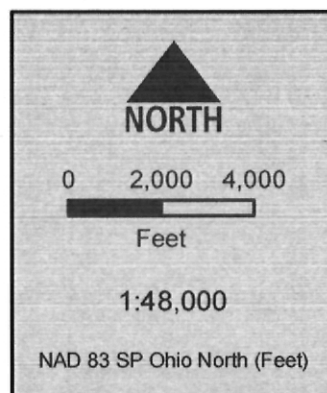 NORTH
0 2,000 4,000
Feet
1:48,000
NAD 83 SP Ohio North (Feet)